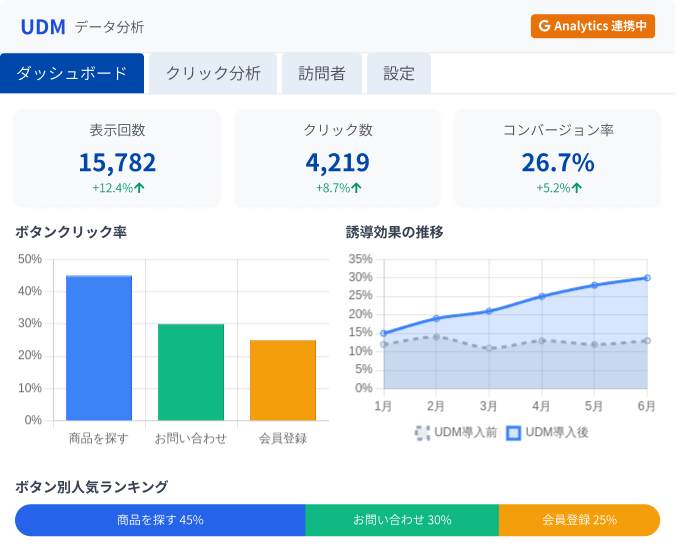 UDM データ分析
G Analytics 連携中
ダッシュボード クリック分析 訪問者 設定
表示回数 クリック数 コンバージョン率
15,782 4,219 26.7%
+12.4%↑ +8.7%↑ +5.2%↑
ボタンクリック率
50%
40%
30%
20%
10%
0%
商品を探す お問い合わせ 会員登録
誘導効果の推移
35%
30%
25%
20%
15%
10%
5%
0%
1月 2月 3月 4月 5月 6月
UDM導入前 UDM導入後
ボタン別人気ランキング
商品を探す 45% お問い合わせ 30% 会員登録 25%